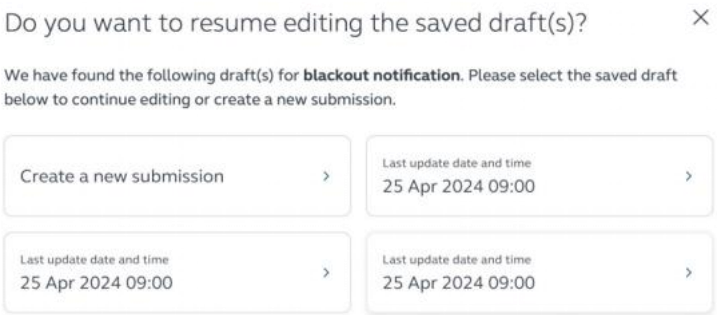 Do you want to resume editing the saved draft(s)?
We have found the following draft(s) for blackout notification. Please select the saved draft
below to continue editing or create a new submission.
Create a new submission
Last update date and time
25 Apr 2024 09:00
Last update date and time
25 Apr 2024 09:00
Last update date and time
25 Apr 2024 09:00